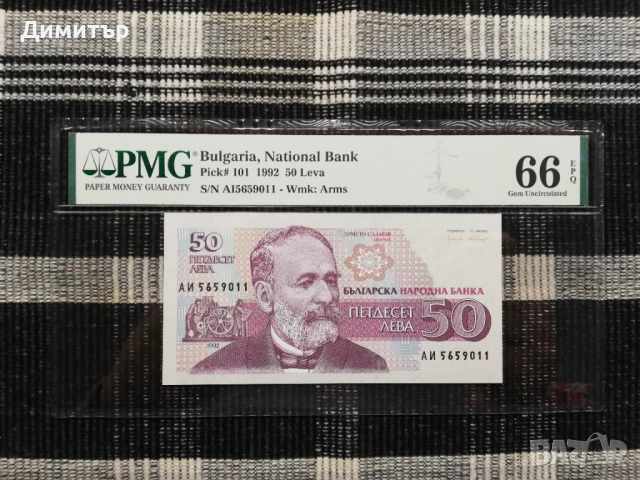 Димитър
PMG
PAPER MONEY GUARANTY
Bulgaria, National Bank
Pick# 101 1992 50 Leva
S/N AI5659011 - Wmk: Arms
66 EPQ
Gem Uncirculated
50
ПЕТДЕСЕТ
ЛЕВА
АИ 5659011
1992
БЪЛГАРСКА НАРОДНА БАНКА
ПЕТДЕСЕТ
ЛЕВА
50
АИ 5659011
BAZAR